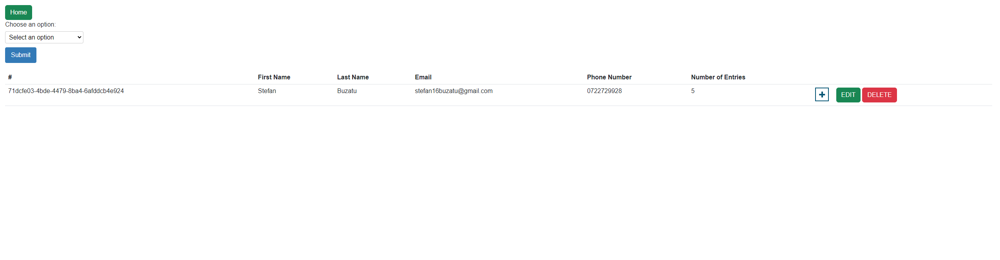 Home
Choose an option:
Select an option
Submit
# First Name Last Name Email Phone Number Number of Entries
71dcfe03-4bde-4479-8ba4-6afddcb4e924 Stefan Buzatu stefan16buzatu@gmail.com 0722729928 5 EDIT DELETE